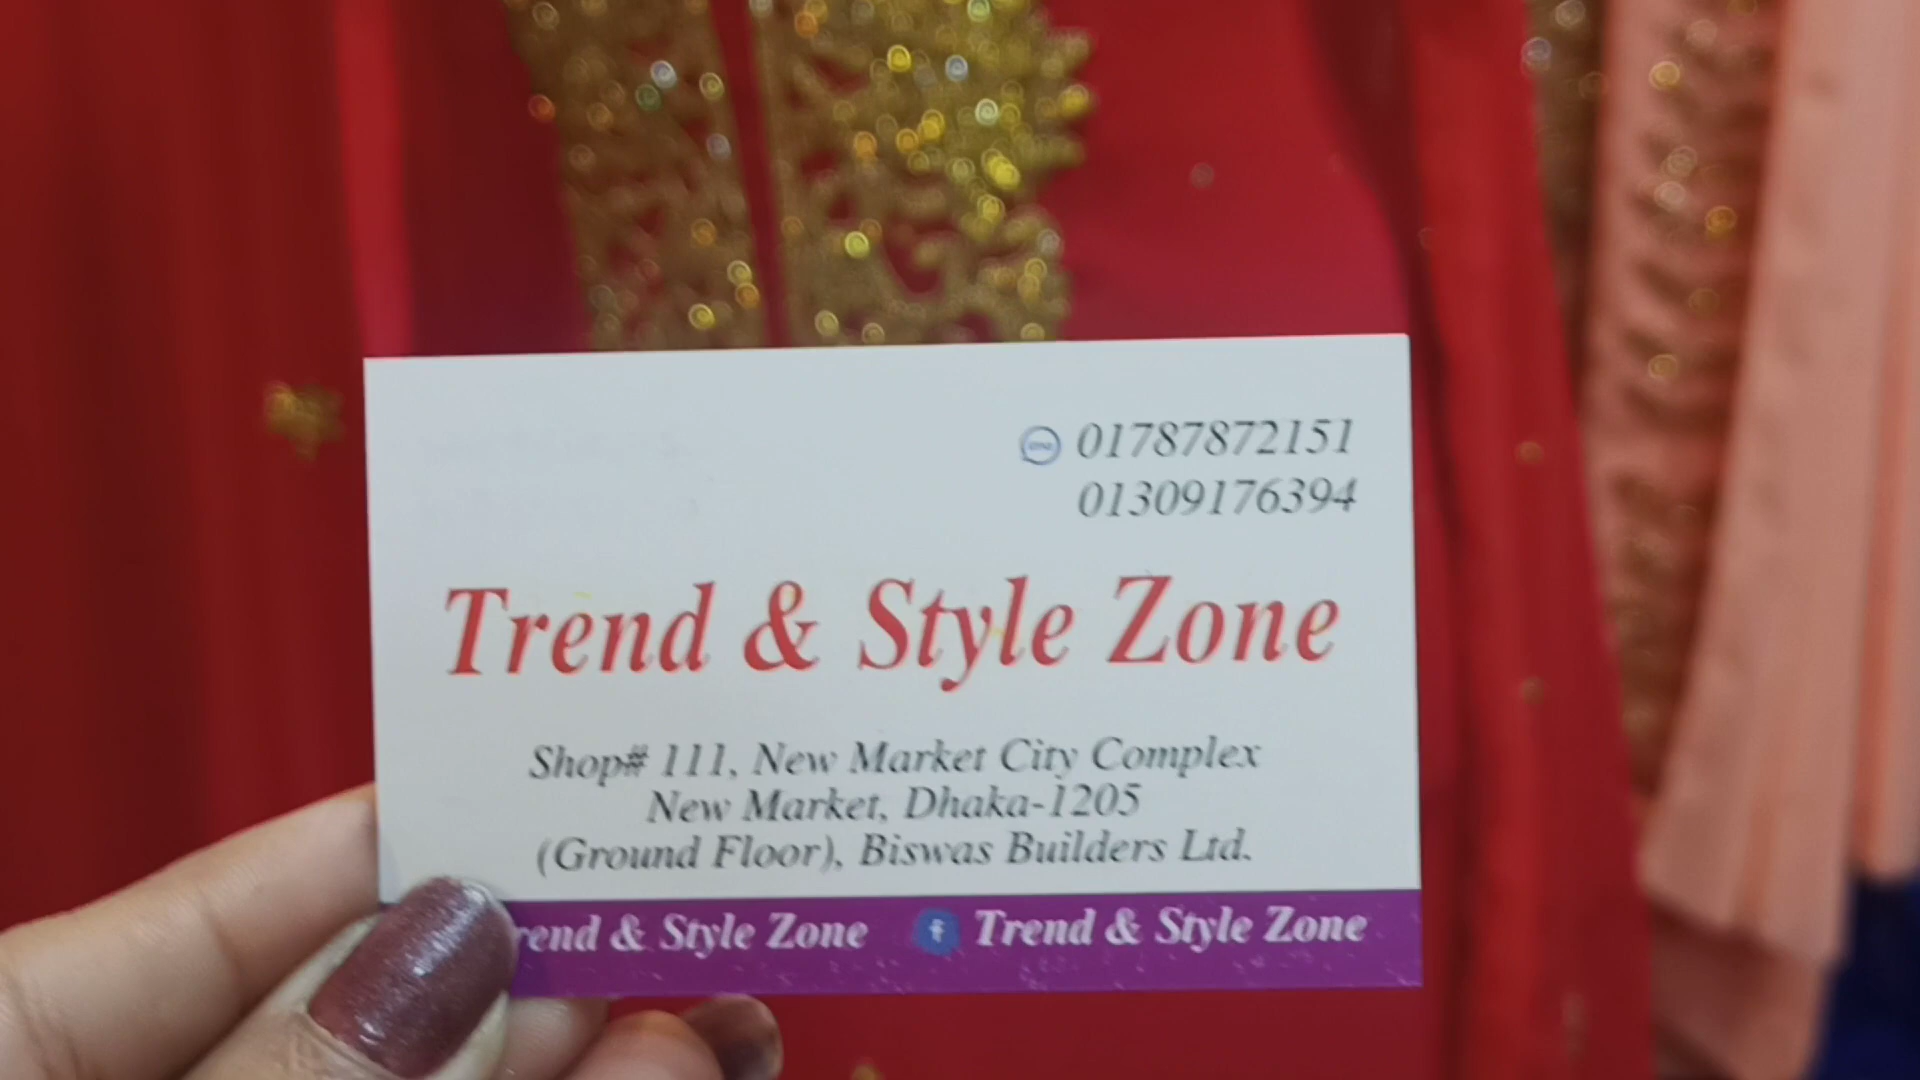 01787872151
01309176394
Trend & Style Zone
Shop# 111, New Market City Complex
New Market, Dhaka-1205
(Ground Floor), Biswas Builders Ltd.
rend & Style Zone Trend & Style Zone